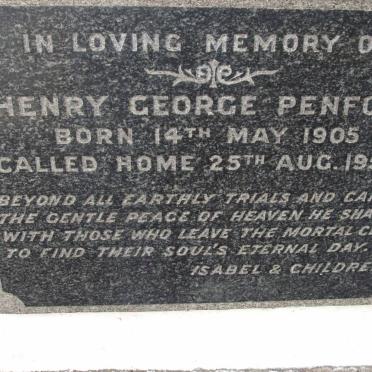 IN LOVING MEMORY O
HENRY GEORGE PENFO
BORN 14TH MAY 1905
CALLED HOME 25TH AUG. 195
BEYOND ALL EARTHLY TRIALS AND CA
THE GENTLE PEACE OF HEAVEN HE SHA
WITH THOSE WHO LEAVE THE MORTAL C
TO FIND THEIR SOUL'S ETERNAL DAY.
ISABEL & CHILDRE